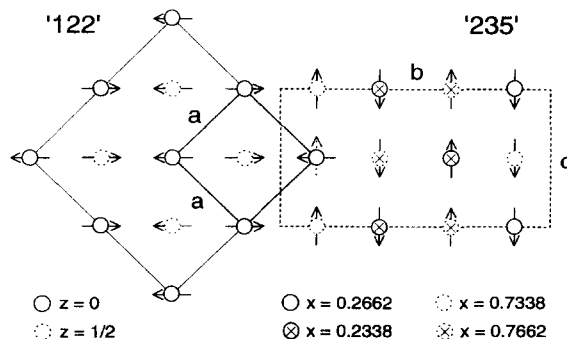 '122'
'235'
a
b
a
c
z = 0
z = 1/2
x = 0.2662
x = 0.7338
x = 0.2338
x = 0.7662